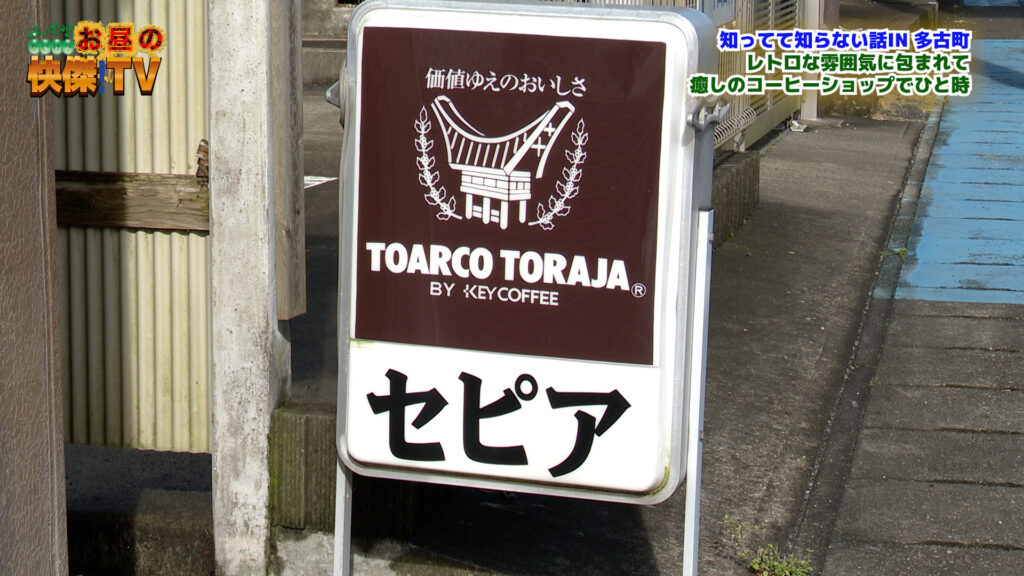 お昼の
快傑TV
知ってて知らない話IN 多古町
レトロな雰囲気に包まれて
癒しのコーヒーショップでひと時
価値ゆえのおいしさ
TOARCO TORAJA®
BY KEY COFFEE
セピア